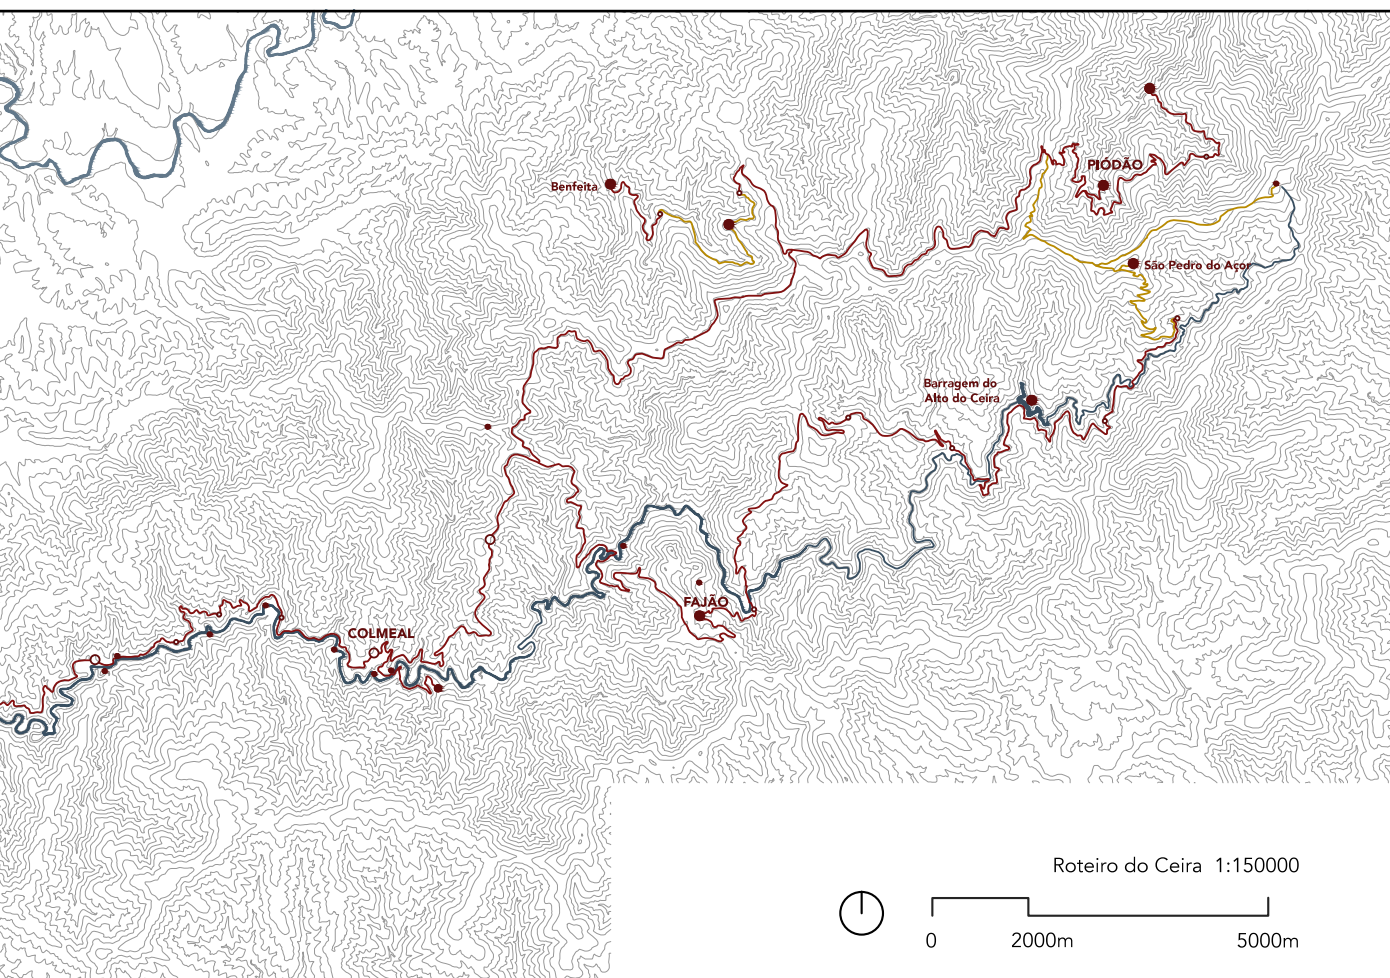 PIÓDÃO
Benfeita
São Pedro do Açor
Barragem do
Alto do Ceira
FAJÃO
COLMEAL
Roteiro do Ceira 1:150000
0 2000m 5000m